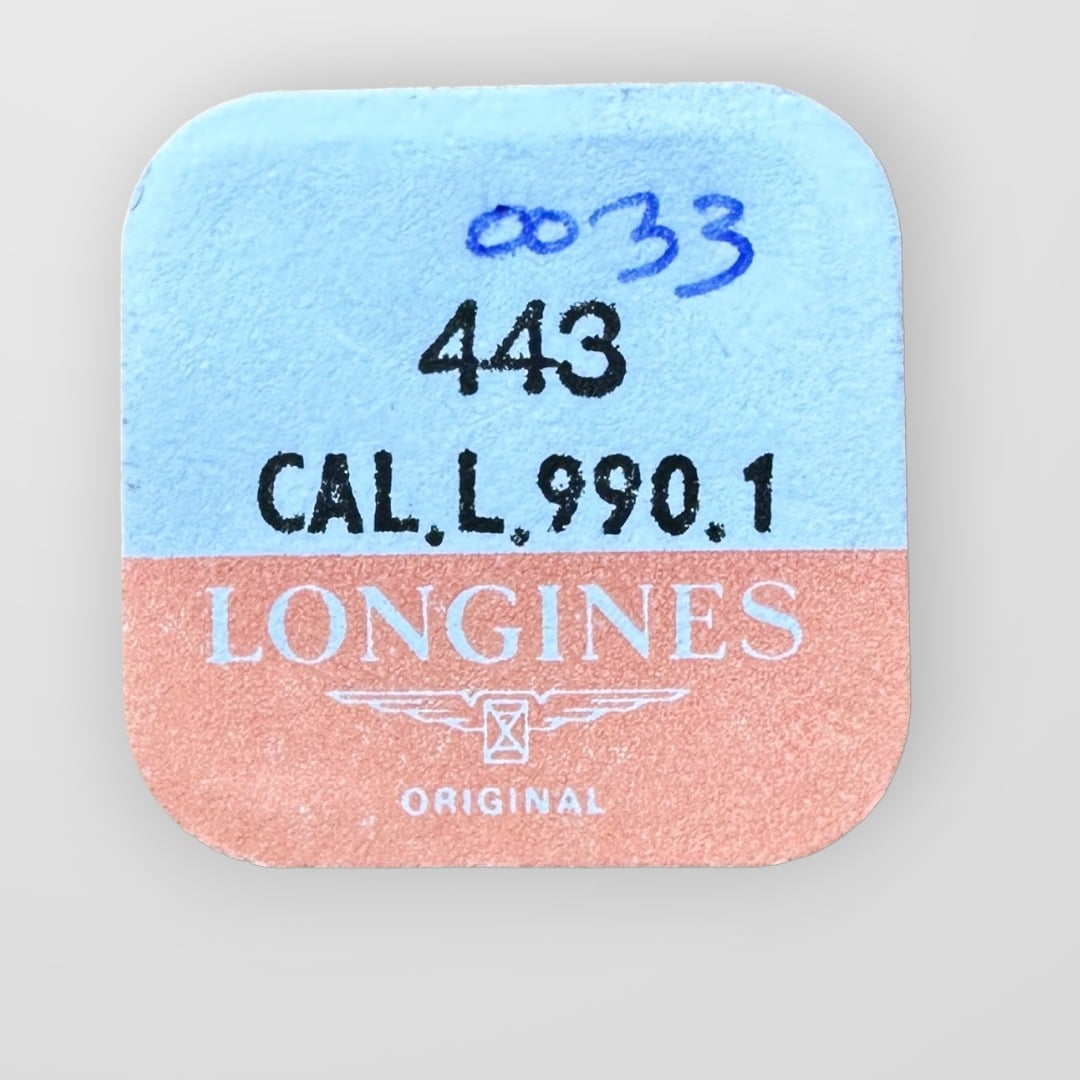 0033
443
CAL.L.990.1
LONGINES
ORIGINAL